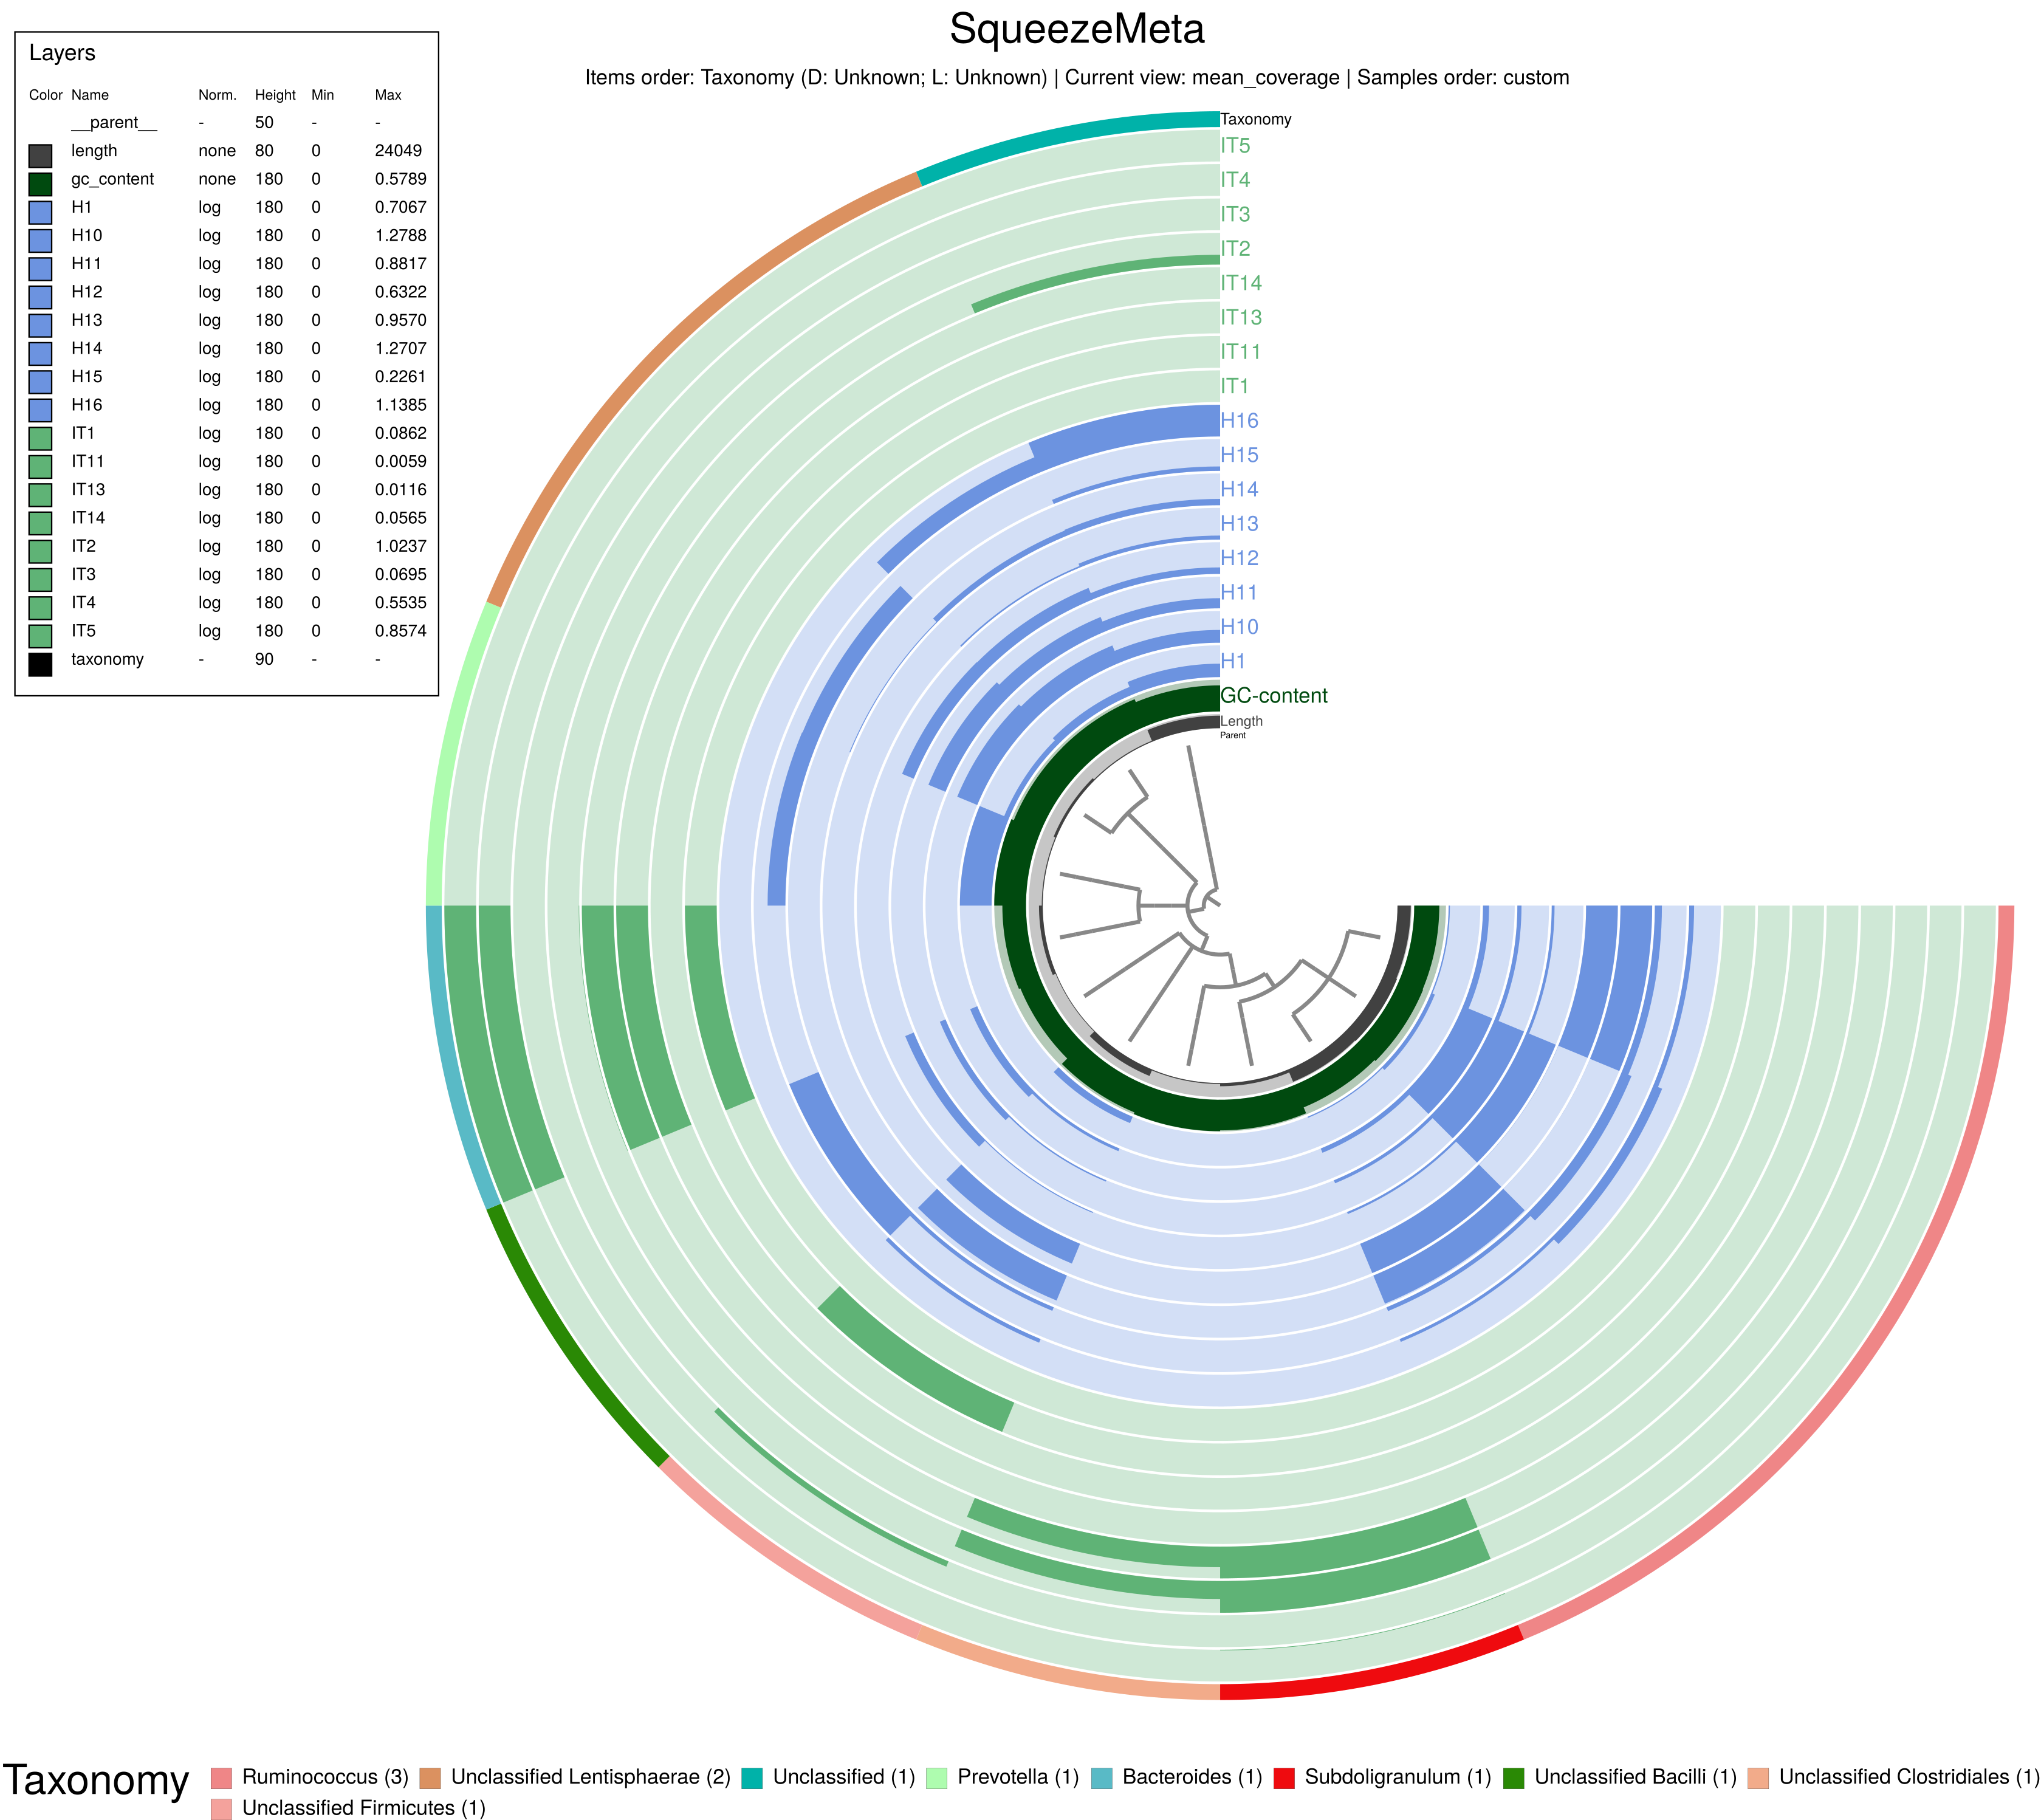 SqueezeMeta
Items order: Taxonomy (D: Unknown; L: Unknown) | Current view: mean_coverage | Samples order: custom
Layers
Color Name Norm. Height Min Max
__parent__ - 50 - -
length none 80 0 24049
gc_content none 180 0 0.5789
H1 log 180 0 0.7067
H10 log 180 0 1.2788
H11 log 180 0 0.8817
H12 log 180 0 0.6322
H13 log 180 0 0.9570
H14 log 180 0 1.2707
H15 log 180 0 0.2261
H16 log 180 0 1.1385
IT1 log 180 0 0.0862
IT11 log 180 0 0.0059
IT13 log 180 0 0.0116
IT14 log 180 0 0.0565
IT2 log 180 0 1.0237
IT3 log 180 0 0.0695
IT4 log 180 0 0.5535
IT5 log 180 0 0.8574
taxonomy - 90 - -
Taxonomy
IT5
IT4
IT3
IT2
IT14
IT13
IT11
IT1
H16
H15
H14
H13
H12
H11
H10
H1
GC-content
Length
Parent
Taxonomy Ruminococcus (3) Unclassified Lentisphaerae (2) Unclassified (1) Prevotella (1) Bacteroides (1) Subdoligranulum (1) Unclassified Bacilli (1) Unclassified Clostridiales (1)
Unclassified Firmicutes (1)